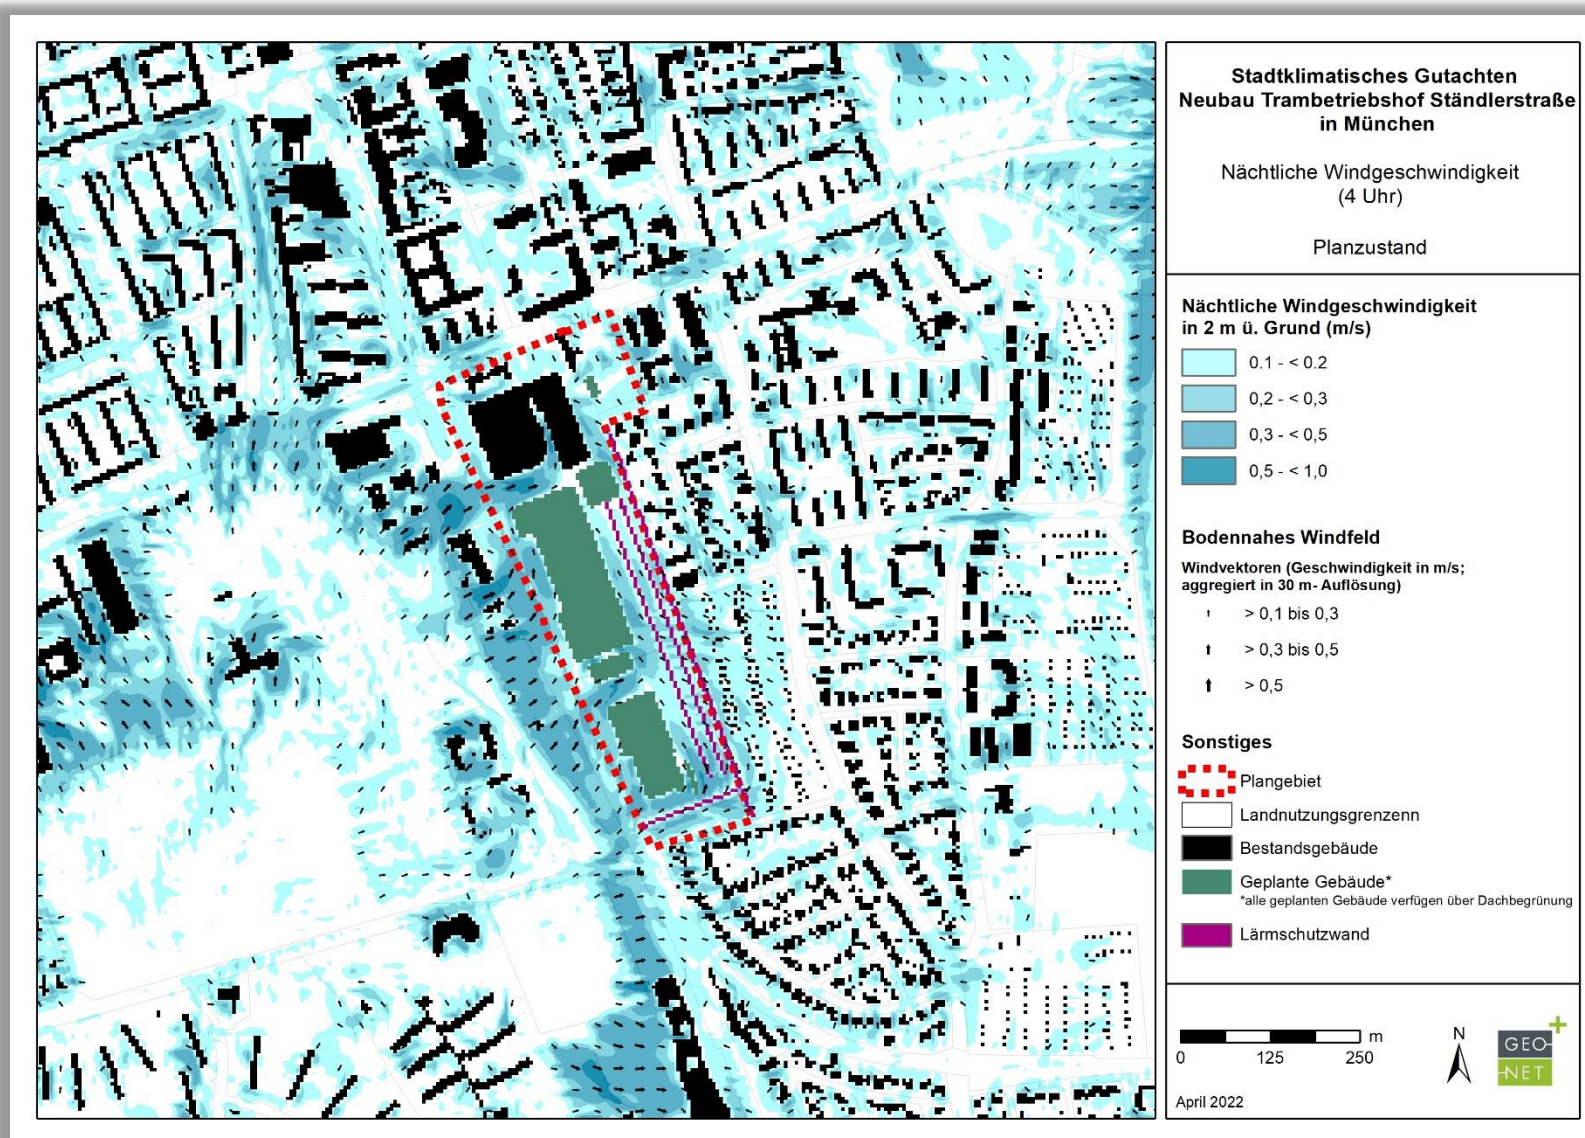 Stadtklimatisches Gutachten
Neubau Trambetriebshof Ständlerstraße
in München
Nächtliche Windgeschwindigkeit
(4 Uhr)
Planzustand
Nächtliche Windgeschwindigkeit
in 2 m ü. Grund (m/s)
0.1 - < 0.2
0,2 - < 0,3
0,3 - < 0,5
0,5 - < 1,0
Bodennahes Windfeld
Windvektoren (Geschwindigkeit in m/s;
aggregiert in 30 m- Auflösung)
> 0,1 bis 0,3
> 0,3 bis 0,5
> 0,5
Sonstiges
Plangebiet
Landnutzungsgrenzenn
Bestandsgebäude
Geplante Gebäude*
*alle geplanten Gebäude verfügen über Dachbegrünung
Lärmschutzwand
m
0 125 250
N
GEO
NET
April 2022